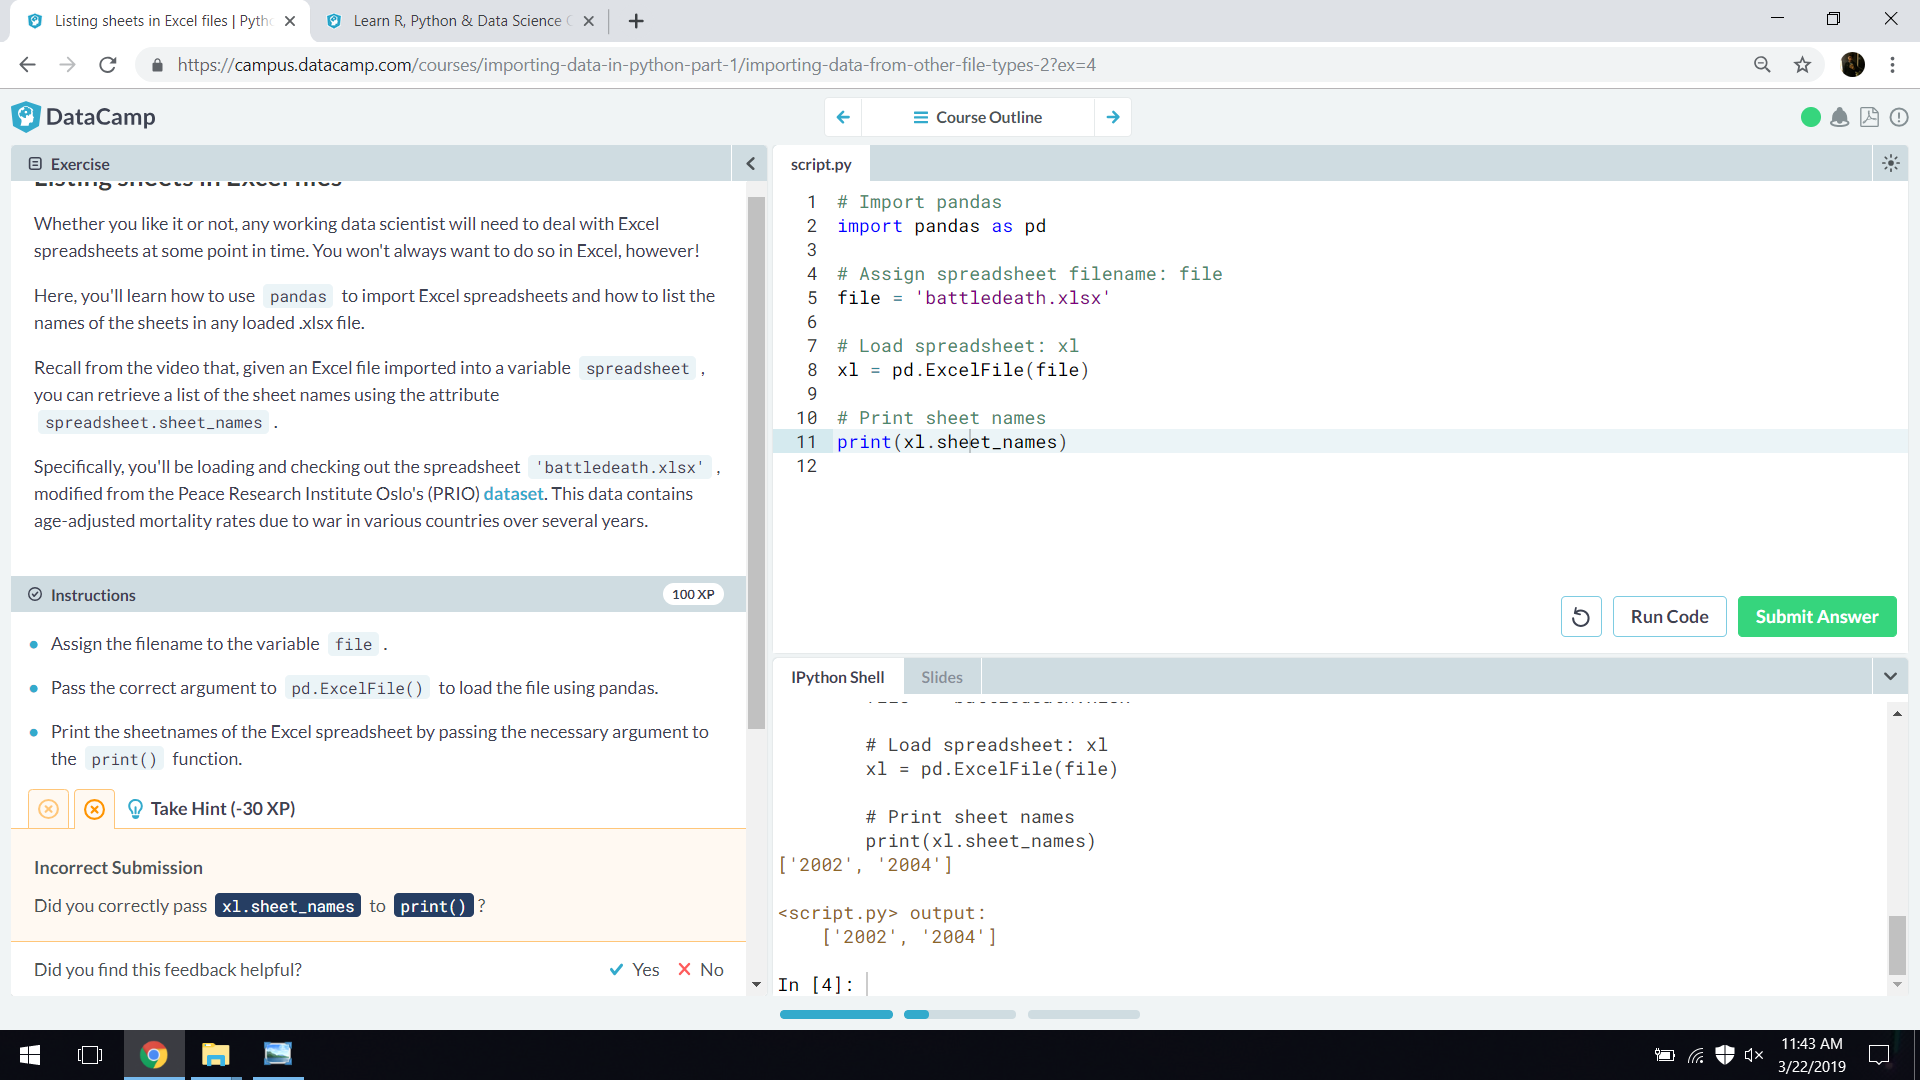 Listing sheets in Excel files | Pyth
Learn R, Python & Data Science
https://campus.datacamp.com/courses/importing-data-in-python-part-1/importing-data-from-other-file-types-2?ex=4
DataCamp
Course Outline
Exercise
Listing sheets in Excel files
Whether you like it or not, any working data scientist will need to deal with Excel
spreadsheets at some point in time. You won't always want to do so in Excel, however!
Here, you'll learn how to use pandas to import Excel spreadsheets and how to list the
names of the sheets in any loaded .xlsx file.
Recall from the video that, given an Excel file imported into a variable spreadsheet ,
you can retrieve a list of the sheet names using the attribute
spreadsheet.sheet_names .
Specifically, you'll be loading and checking out the spreadsheet 'battledeath.xlsx' ,
modified from the Peace Research Institute Oslo's (PRIO) dataset. This data contains
age-adjusted mortality rates due to war in various countries over several years.
Instructions
100 XP
Assign the filename to the variable file .
Pass the correct argument to pd.ExcelFile() to load the file using pandas.
Print the sheetnames of the Excel spreadsheet by passing the necessary argument to
the print() function.
Take Hint (-30 XP)
Incorrect Submission
Did you correctly pass xl.sheet_names to print() ?
Did you find this feedback helpful?
Yes
No
script.py
1 # Import pandas
2 import pandas as pd
3
4 # Assign spreadsheet filename: file
5 file = 'battledeath.xlsx'
6
7 # Load spreadsheet: xl
8 xl = pd.ExcelFile(file)
9
10 # Print sheet names
11 print(xl.sheet_names)
12
Run Code
Submit Answer
IPython Shell
Slides
# Load spreadsheet: xl
xl = pd.ExcelFile(file)
# Print sheet names
print(xl.sheet_names)
['2002', '2004']
<script.py> output:
['2002', '2004']
In [4]:
11:43 AM
3/22/2019